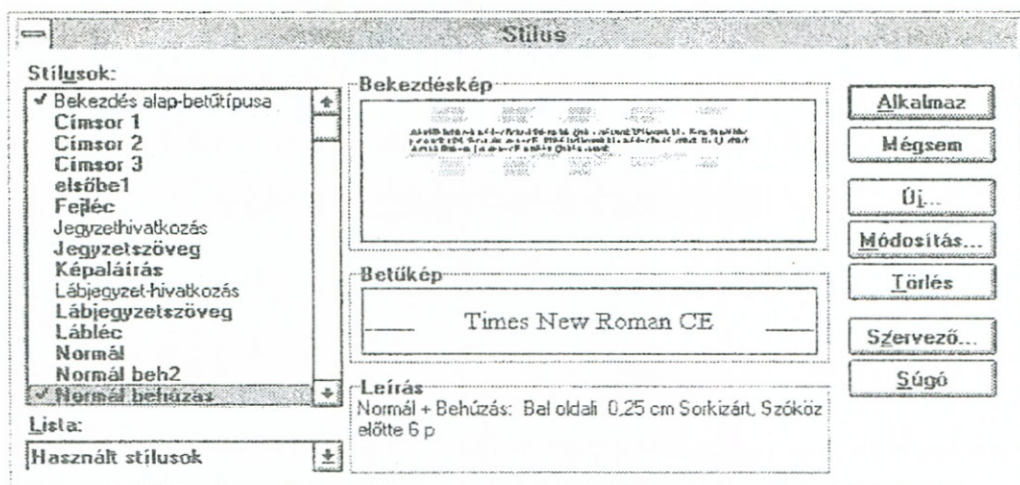 Stílus
Stílusok:
Bekezdés alap-betűtípusa
Címsor 1
Címsor 2
Címsor 3
elsőbe1
Fejléc
Jegyzethivatkozás
Jegyzetszöveg
Képaláírás
Lábjegyzet-hivatkozás
Lábjegyzetszöveg
Lábléc
Normál
Normál beh2
Normál behúzás
Lista:
Használt stílusok
Bekezdéskép
Betűkép
Times New Roman CE
Leírás
Normál + Behúzás: Bal oldali 0,25 cm Sorkizárt, Szóköz
előtte 6 p
Alkalmaz
Mégsem
Új...
Módosítás...
Törlés
Szervező...
Súgó